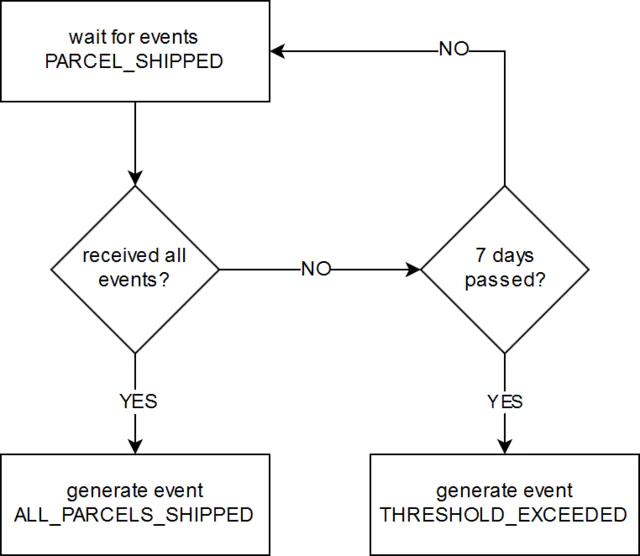 wait for events
PARCEL_SHIPPED
NO
received all
events?
NO
7 days
passed?
YES
YES
generate event
ALL_PARCELS_SHIPPED
generate event
THRESHOLD_EXCEEDED